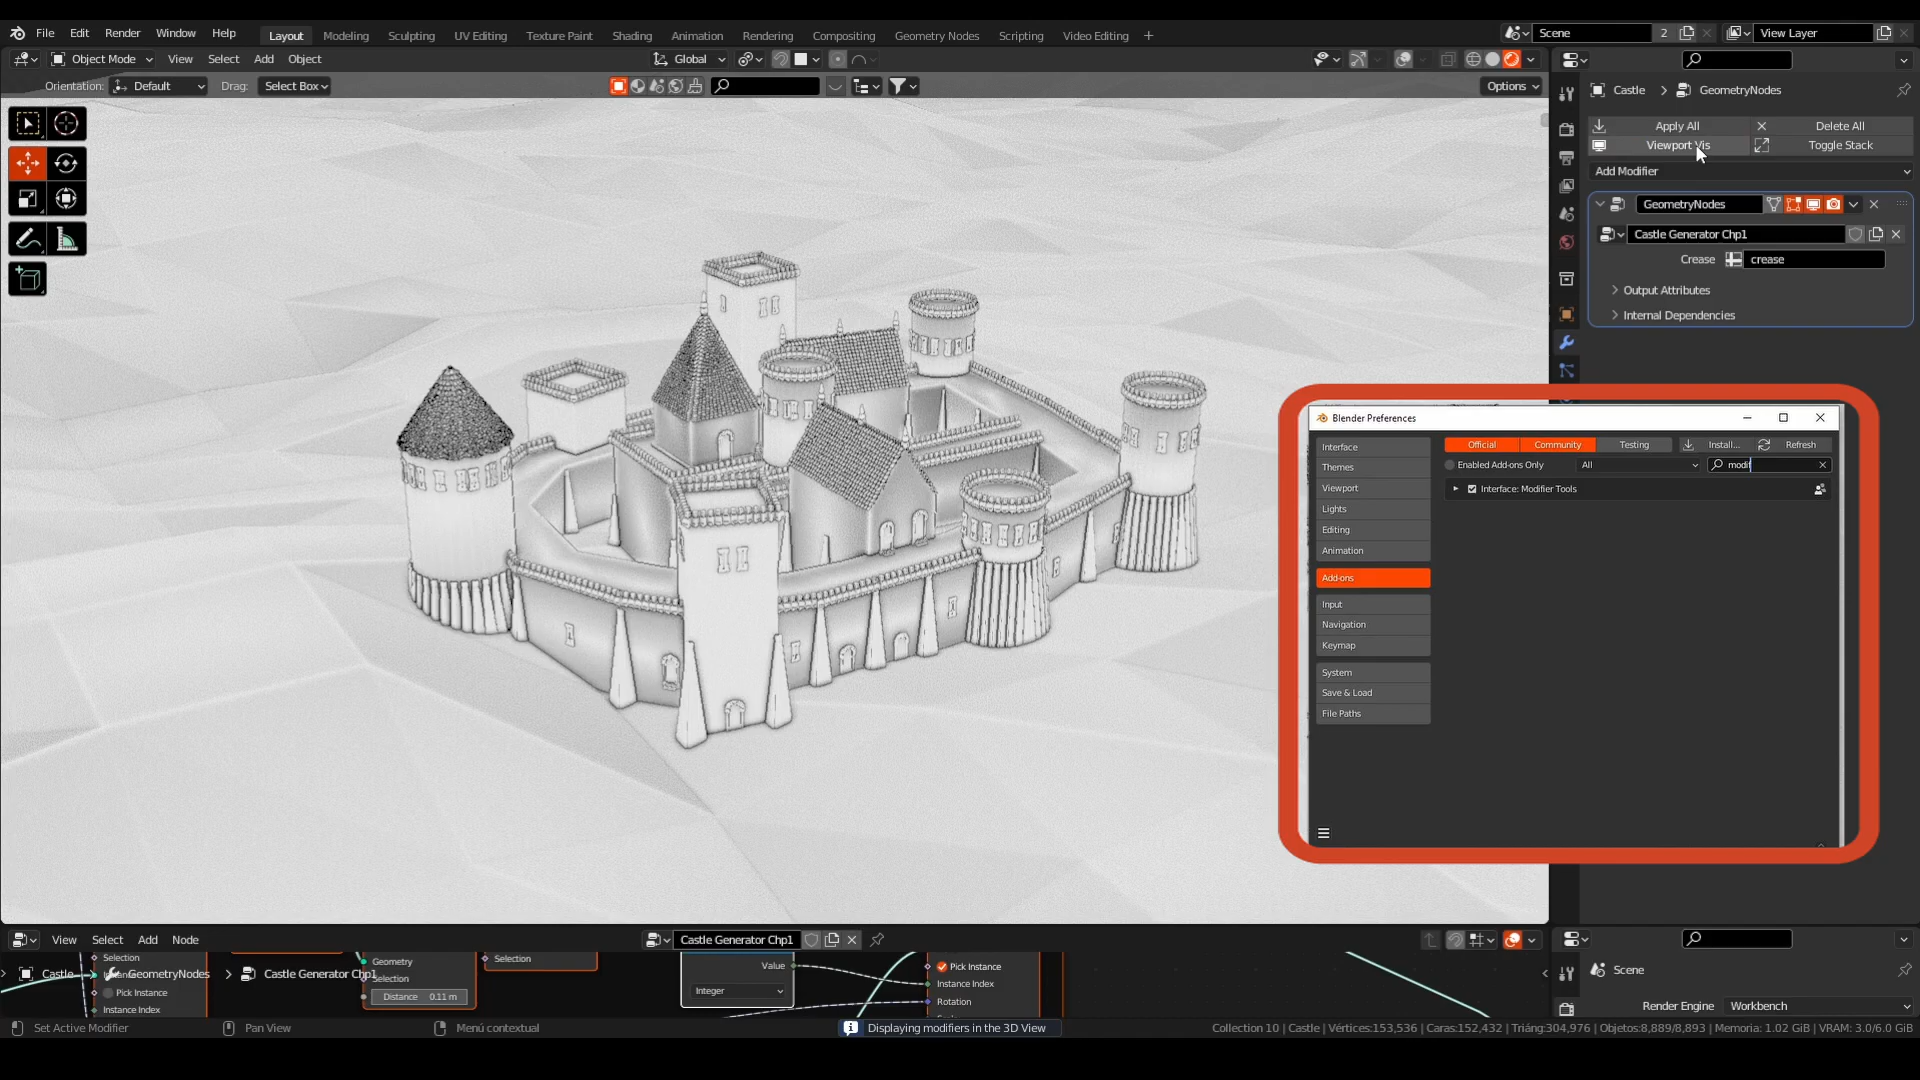 File Edit Render Window Help Layout Modeling Sculpting UV Editing Texture Paint Shading Animation Rendering Compositing Geometry Nodes Scripting Video Editing + Scene 2 View Layer
Object Mode View Select Add Object Global
Orientation: Default Drag: Select Box Options
Castle > GeometryNodes
Apply All Delete All
Viewport Vis Toggle Stack
Add Modifier
GeometryNodes
Castle Generator Chp1
Crease crease
Output Attributes
Internal Dependencies
Blender Preferences
Interface
Themes
Viewport
Lights
Editing
Animation
Add-ons
Input
Navigation
Keymap
System
Save & Load
File Paths
Official Community Testing Install... Refresh
Enabled Add-ons Only All modif
Interface: Modifier Tools
View Select Add Node Castle Generator Chp1
Castle GeometryNodes > Castle Generator Chp1
Selection
Pick Instance
Instance Index
Geometry
Selection
Distance 0.11 m
Selection
Value
Integer
Pick Instance
Instance Index
Rotation
Scene
Render Engine Workbench
Set Active Modifier Pan View Menú contextual Displaying modifiers in the 3D View Collection 10 | Castle | Vértices:153,536 | Caras:152,432 | Triáng:304,976 | Objetos:8,889/8,893 | Memoria: 1.02 GiB | VRAM: 3.0/6.0 GiB